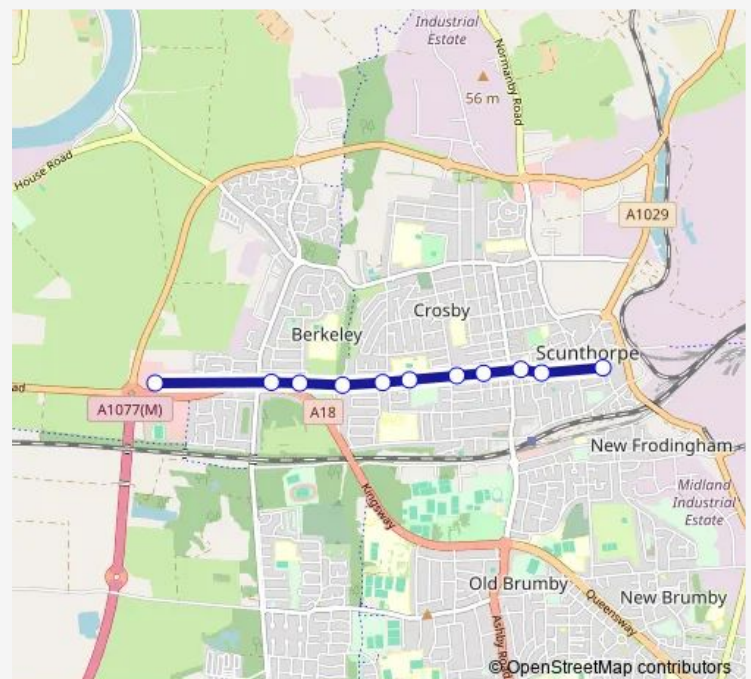 Industrial
Estate
56 m
Normanby Road
House Road
A1029
Crosby
Berkeley
Scunthorpe
ad
A1077(M)
A18
New Frodingham
Midland
Industrial
Estate
Kingsway
Old Brumby
New Brumby
Queensway
Ashby Road
© OpenStreetMap contributors